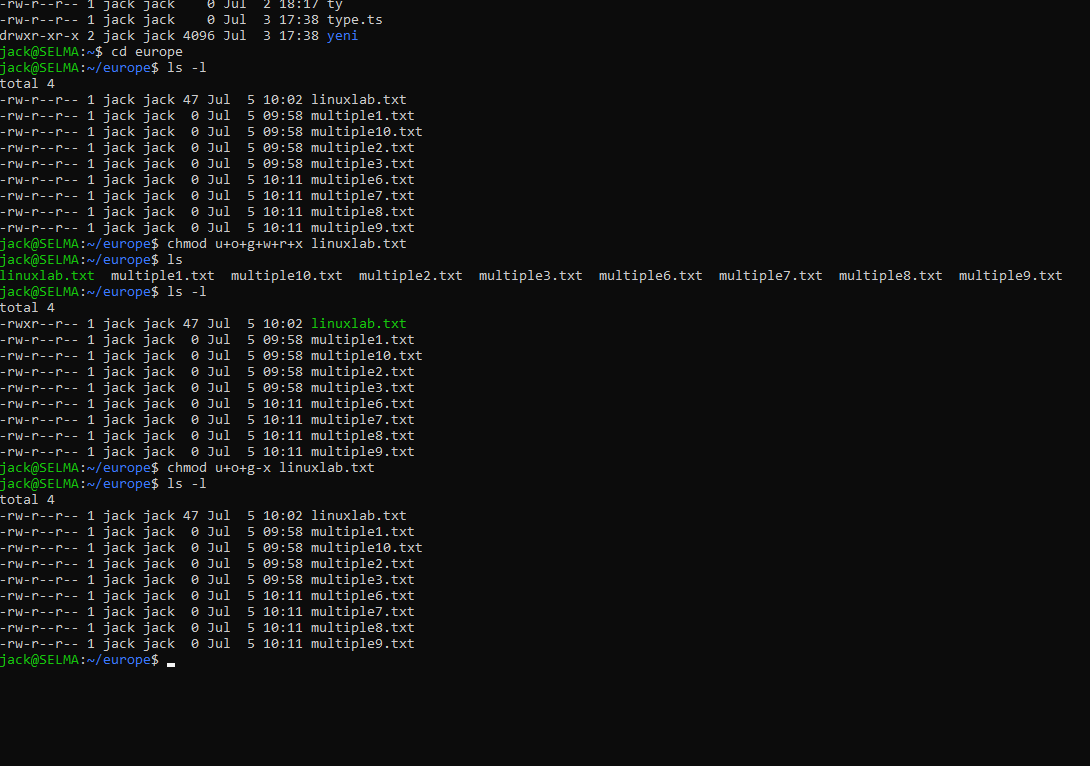 -rw-r--r-- 1 jack jack    0 Jul  2 18:17 ty
-rw-r--r-- 1 jack jack    0 Jul  3 17:38 type.ts
drwxr-xr-x 2 jack jack 4096 Jul  3 17:38 yeni
jack@SELMA:~$ cd europe
jack@SELMA:~/europe$ ls -l
total 4
-rw-r--r-- 1 jack jack 47 Jul  5 10:02 linuxlab.txt
-rw-r--r-- 1 jack jack  0 Jul  5 09:58 multiple1.txt
-rw-r--r-- 1 jack jack  0 Jul  5 09:58 multiple10.txt
-rw-r--r-- 1 jack jack  0 Jul  5 09:58 multiple2.txt
-rw-r--r-- 1 jack jack  0 Jul  5 09:58 multiple3.txt
-rw-r--r-- 1 jack jack  0 Jul  5 10:11 multiple6.txt
-rw-r--r-- 1 jack jack  0 Jul  5 10:11 multiple7.txt
-rw-r--r-- 1 jack jack  0 Jul  5 10:11 multiple8.txt
-rw-r--r-- 1 jack jack  0 Jul  5 10:11 multiple9.txt
jack@SELMA:~/europe$ chmod u+o+g+w+r+x linuxlab.txt
jack@SELMA:~/europe$ ls
linuxlab.txt  multiple1.txt  multiple10.txt  multiple2.txt  multiple3.txt  multiple6.txt  multiple7.txt  multiple8.txt  multiple9.txt
jack@SELMA:~/europe$ ls -l
total 4
-rwxr--r-- 1 jack jack 47 Jul  5 10:02 linuxlab.txt
-rw-r--r-- 1 jack jack  0 Jul  5 09:58 multiple1.txt
-rw-r--r-- 1 jack jack  0 Jul  5 09:58 multiple10.txt
-rw-r--r-- 1 jack jack  0 Jul  5 09:58 multiple2.txt
-rw-r--r-- 1 jack jack  0 Jul  5 09:58 multiple3.txt
-rw-r--r-- 1 jack jack  0 Jul  5 10:11 multiple6.txt
-rw-r--r-- 1 jack jack  0 Jul  5 10:11 multiple7.txt
-rw-r--r-- 1 jack jack  0 Jul  5 10:11 multiple8.txt
-rw-r--r-- 1 jack jack  0 Jul  5 10:11 multiple9.txt
jack@SELMA:~/europe$ chmod u+o+g-x linuxlab.txt
jack@SELMA:~/europe$ ls -l
total 4
-rw-r--r-- 1 jack jack 47 Jul  5 10:02 linuxlab.txt
-rw-r--r-- 1 jack jack  0 Jul  5 09:58 multiple1.txt
-rw-r--r-- 1 jack jack  0 Jul  5 09:58 multiple10.txt
-rw-r--r-- 1 jack jack  0 Jul  5 09:58 multiple2.txt
-rw-r--r-- 1 jack jack  0 Jul  5 09:58 multiple3.txt
-rw-r--r-- 1 jack jack  0 Jul  5 10:11 multiple6.txt
-rw-r--r-- 1 jack jack  0 Jul  5 10:11 multiple7.txt
-rw-r--r-- 1 jack jack  0 Jul  5 10:11 multiple8.txt
-rw-r--r-- 1 jack jack  0 Jul  5 10:11 multiple9.txt
jack@SELMA:~/europe$